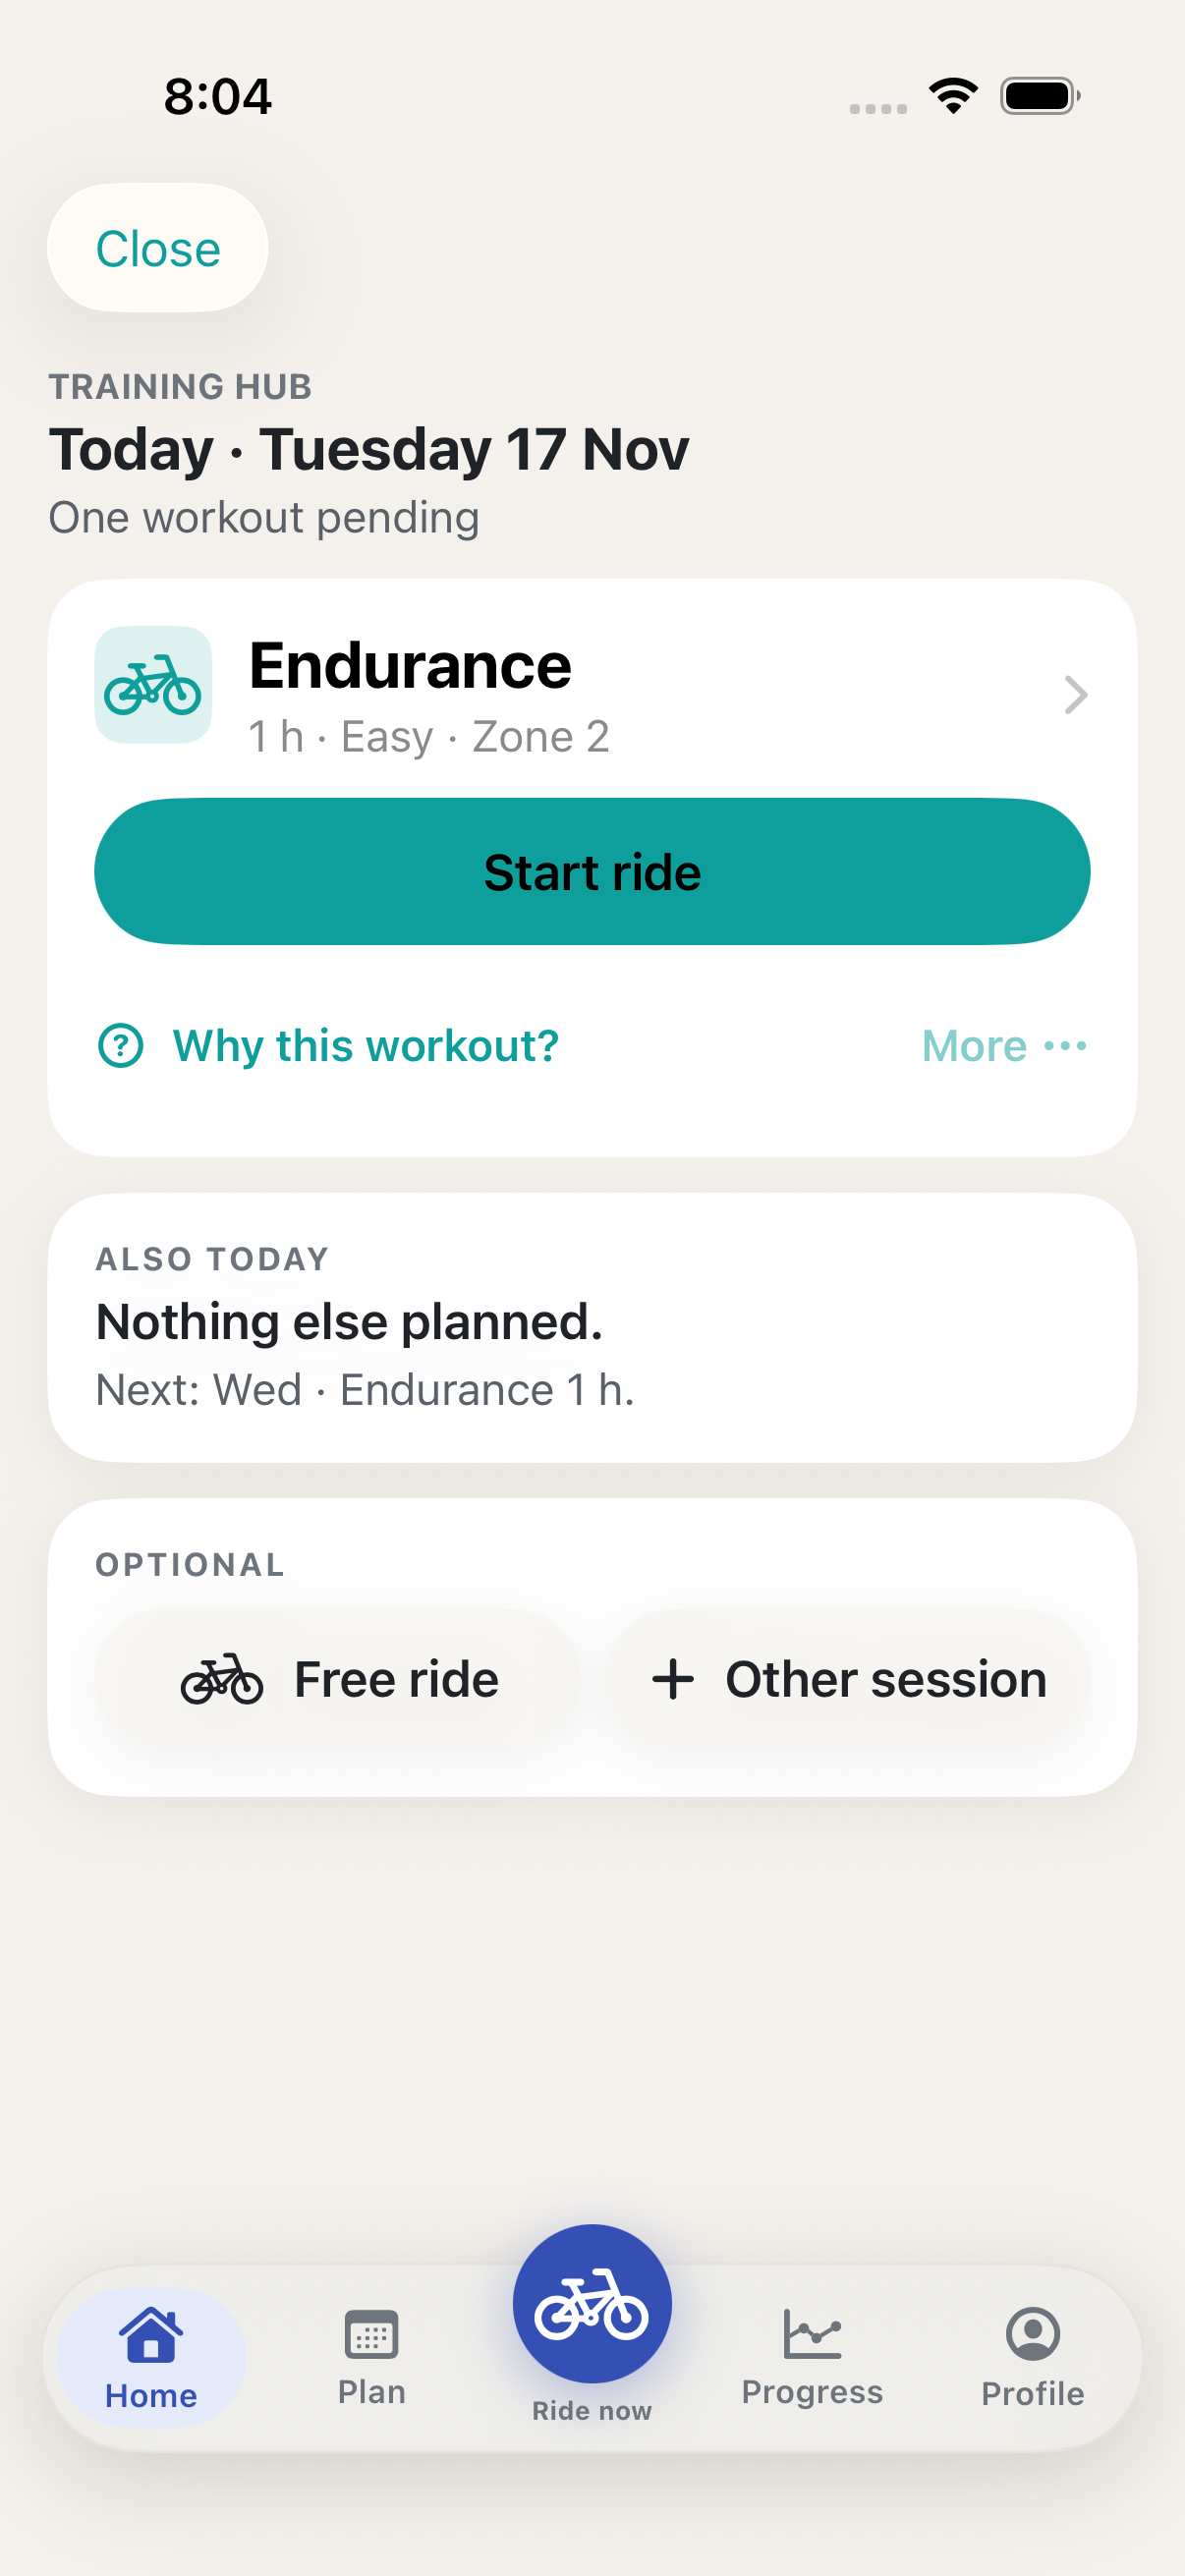 8:04
Close
TRAINING HUB
Today · Tuesday 17 Nov
One workout pending
Endurance
1 h · Easy · Zone 2
Start ride
Why this workout?
More ···
ALSO TODAY
Nothing else planned.
Next: Wed · Endurance 1 h.
OPTIONAL
Free ride
+ Other session
Home
Plan
Ride now
Progress
Profile